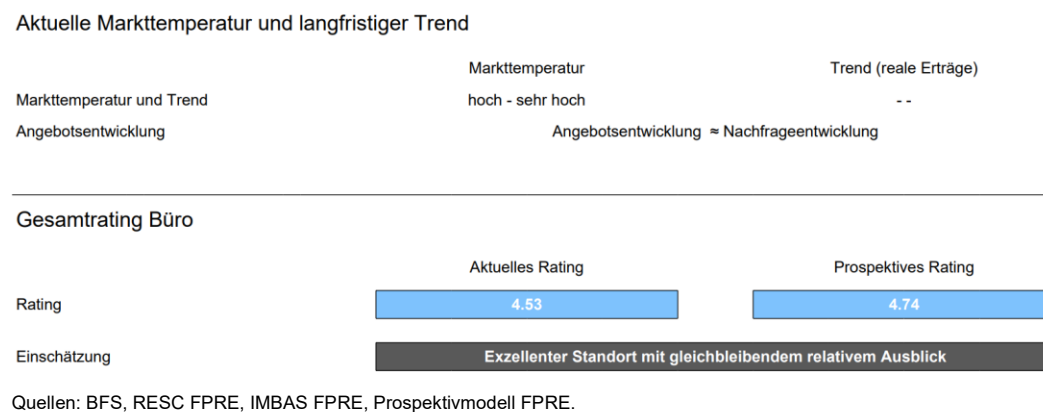 Aktuelle Markttemperatur und langfristiger Trend
Markttemperatur Trend (reale Erträge)
Markttemperatur und Trend hoch - sehr hoch - -
Angebotsentwicklung Angebotsentwicklung ≈ Nachfrageentwicklung
Gesamtrating Büro
Aktuelles Rating Prospektives Rating
Rating 4.53 4.74
Einschätzung Exzellenter Standort mit gleichbleibendem relativem Ausblick
Quellen: BFS, RESC FPRE, IMBAS FPRE, Prospektivmodell FPRE.